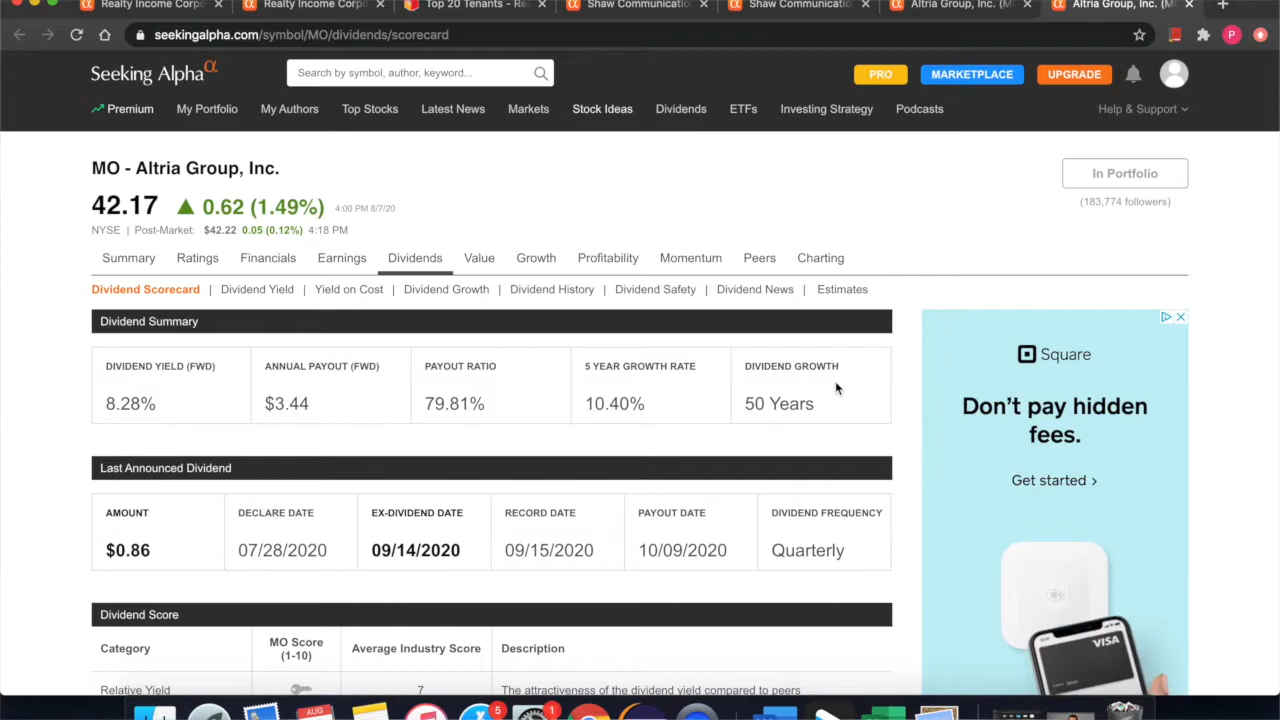 Realty Income Corpo
Realty Income Corpo
Top 20 Tenants - Re
Shaw Communication
Shaw Communication
Altria Group, Inc. (M
Altria Group, Inc. (M
seekingalpha.com/symbol/MO/dividends/scorecard
P
Seeking Alpha α
Search by symbol, author, keyword...
PRO
MARKETPLACE
UPGRADE
Premium My Portfolio My Authors Top Stocks Latest News Markets Stock Ideas Dividends ETFs Investing Strategy Podcasts Help & Support
MO - Altria Group, Inc.
In Portfolio
(183,774 followers)
42.17 ▲ 0.62 (1.49%) 4:00 PM 8/7/20
NYSE | Post-Market: $42.22 0.05 (0.12%) 4:18 PM
Summary Ratings Financials Earnings Dividends Value Growth Profitability Momentum Peers Charting
Dividend Scorecard | Dividend Yield | Yield on Cost | Dividend Growth | Dividend History | Dividend Safety | Dividend News | Estimates
Dividend Summary
DIVIDEND YIELD (FWD) ANNUAL PAYOUT (FWD) PAYOUT RATIO 5 YEAR GROWTH RATE DIVIDEND GROWTH
8.28% $3.44 79.81% 10.40% 50 Years
Last Announced Dividend
AMOUNT DECLARE DATE EX-DIVIDEND DATE RECORD DATE PAYOUT DATE DIVIDEND FREQUENCY
$0.86 07/28/2020 09/14/2020 09/15/2020 10/09/2020 Quarterly
Dividend Score
Category MO Score (1-10) Average Industry Score Description
Relative Yield 7 The attractiveness of the dividend yield compared to peers
Square
Don't pay hidden
fees.
Get started ›
VISA
AUG
5
1